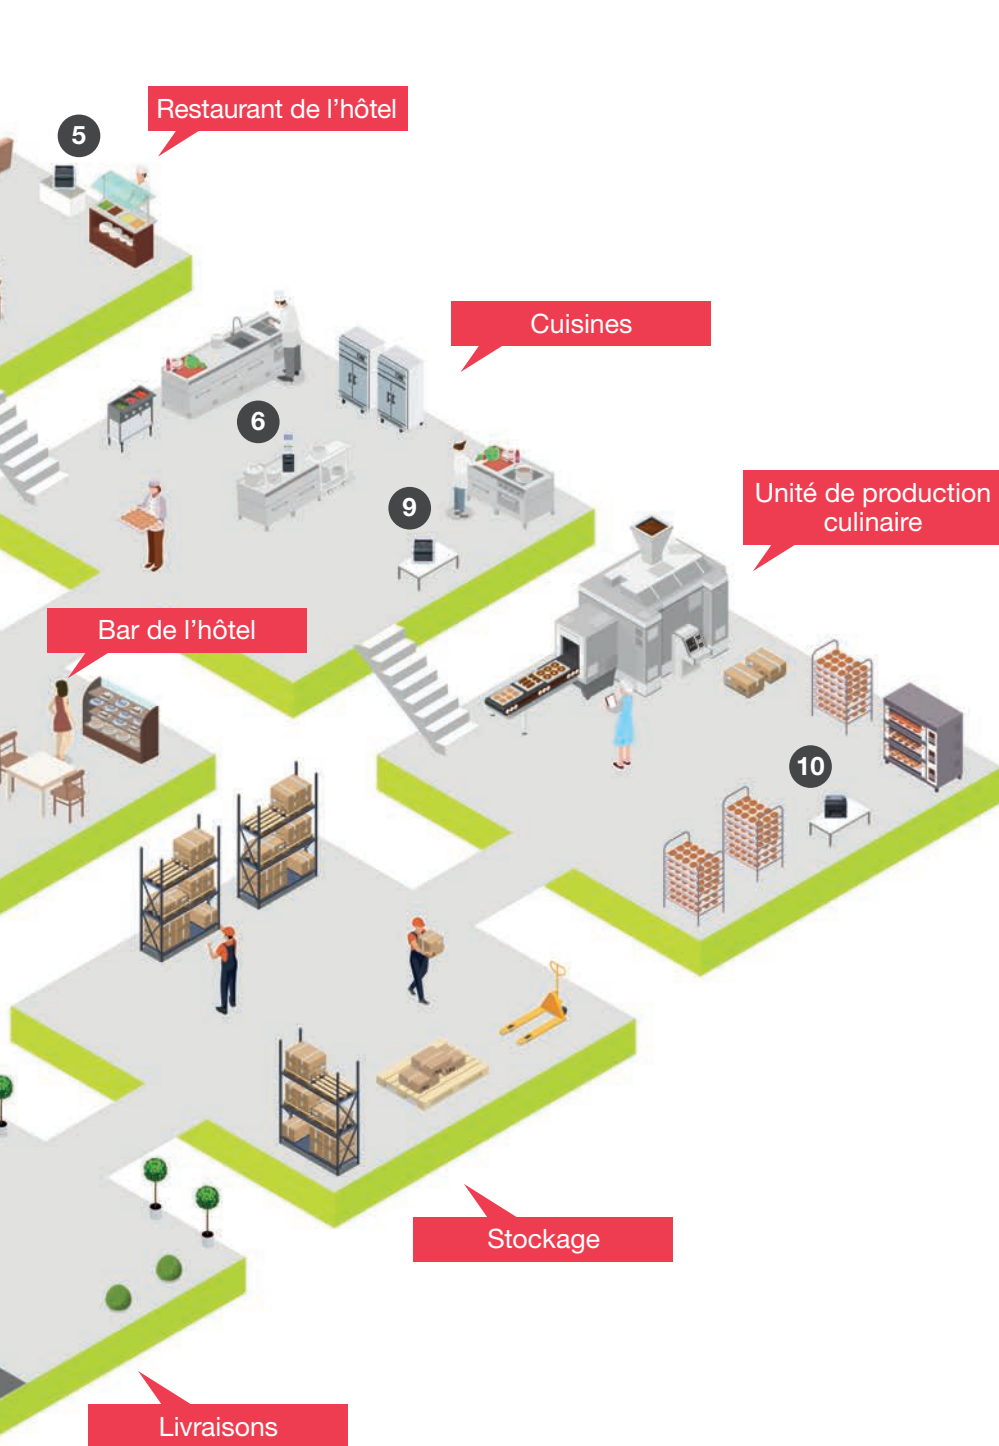 Restaurant de l'hôtel
5
Cuisines
6
9
Unité de production
culinaire
Bar de l'hôtel
10
Stockage
Livraisons